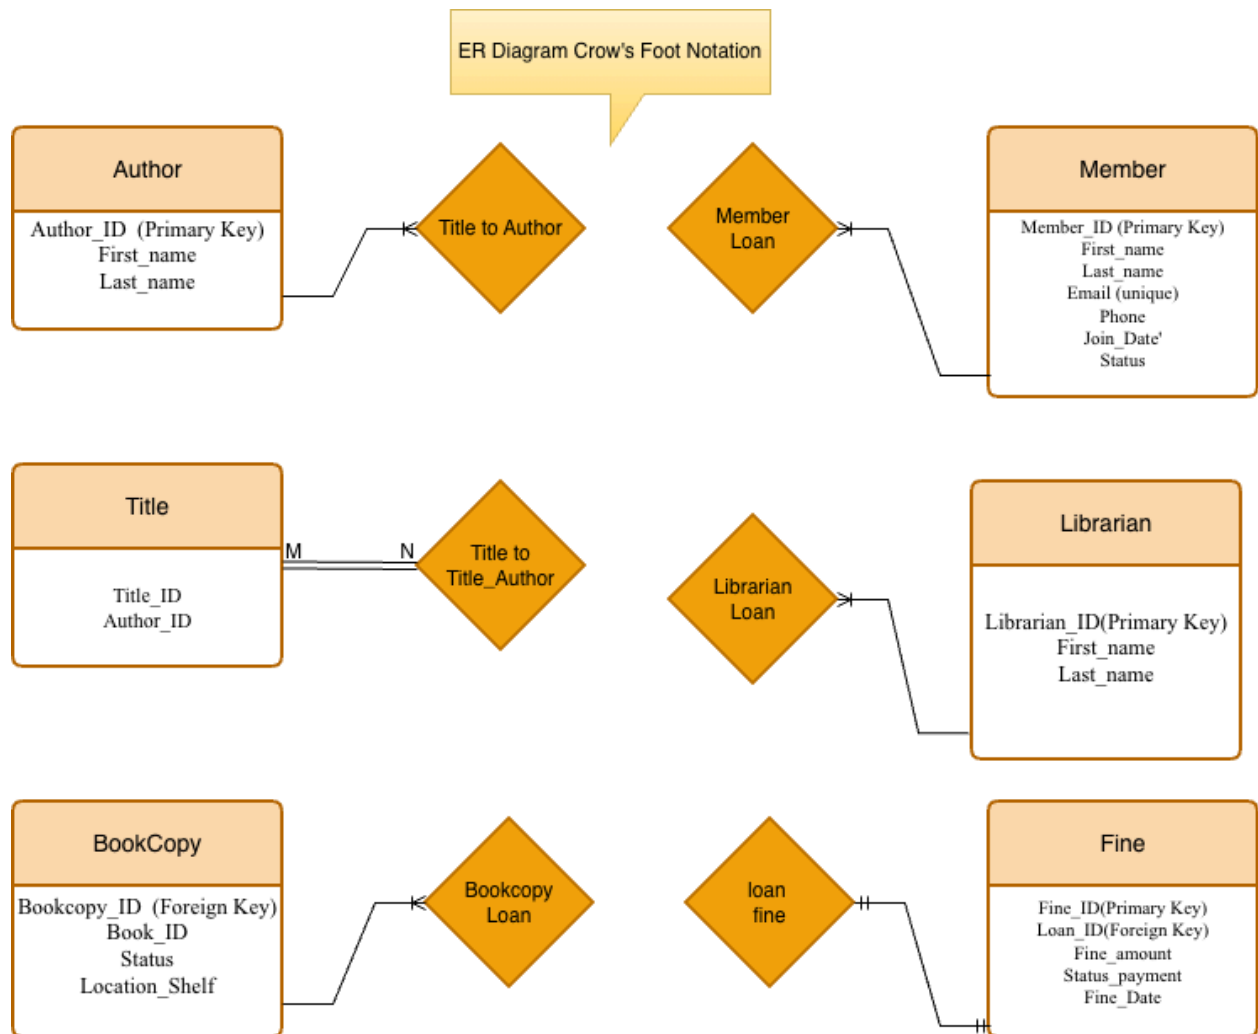 ER Diagram Crow's Foot Notation
Author
Author_ID (Primary Key)
First_name
Last_name
Title to Author
Member
Loan
Member
Member_ID (Primary Key)
First_name
Last_name
Email (unique)
Phone
Join_Date'
Status
Title
Title_ID
Author_ID
M
N
Title to
Title_Author
Librarian
Loan
Librarian
Librarian_ID(Primary Key)
First_name
Last_name
BookCopy
Bookcopy_ID (Foreign Key)
Book_ID
Status
Location_Shelf
Bookcopy
Loan
loan
fine
Fine
Fine_ID(Primary Key)
Loan_ID(Foreign Key)
Fine_amount
Status_payment
Fine_Date